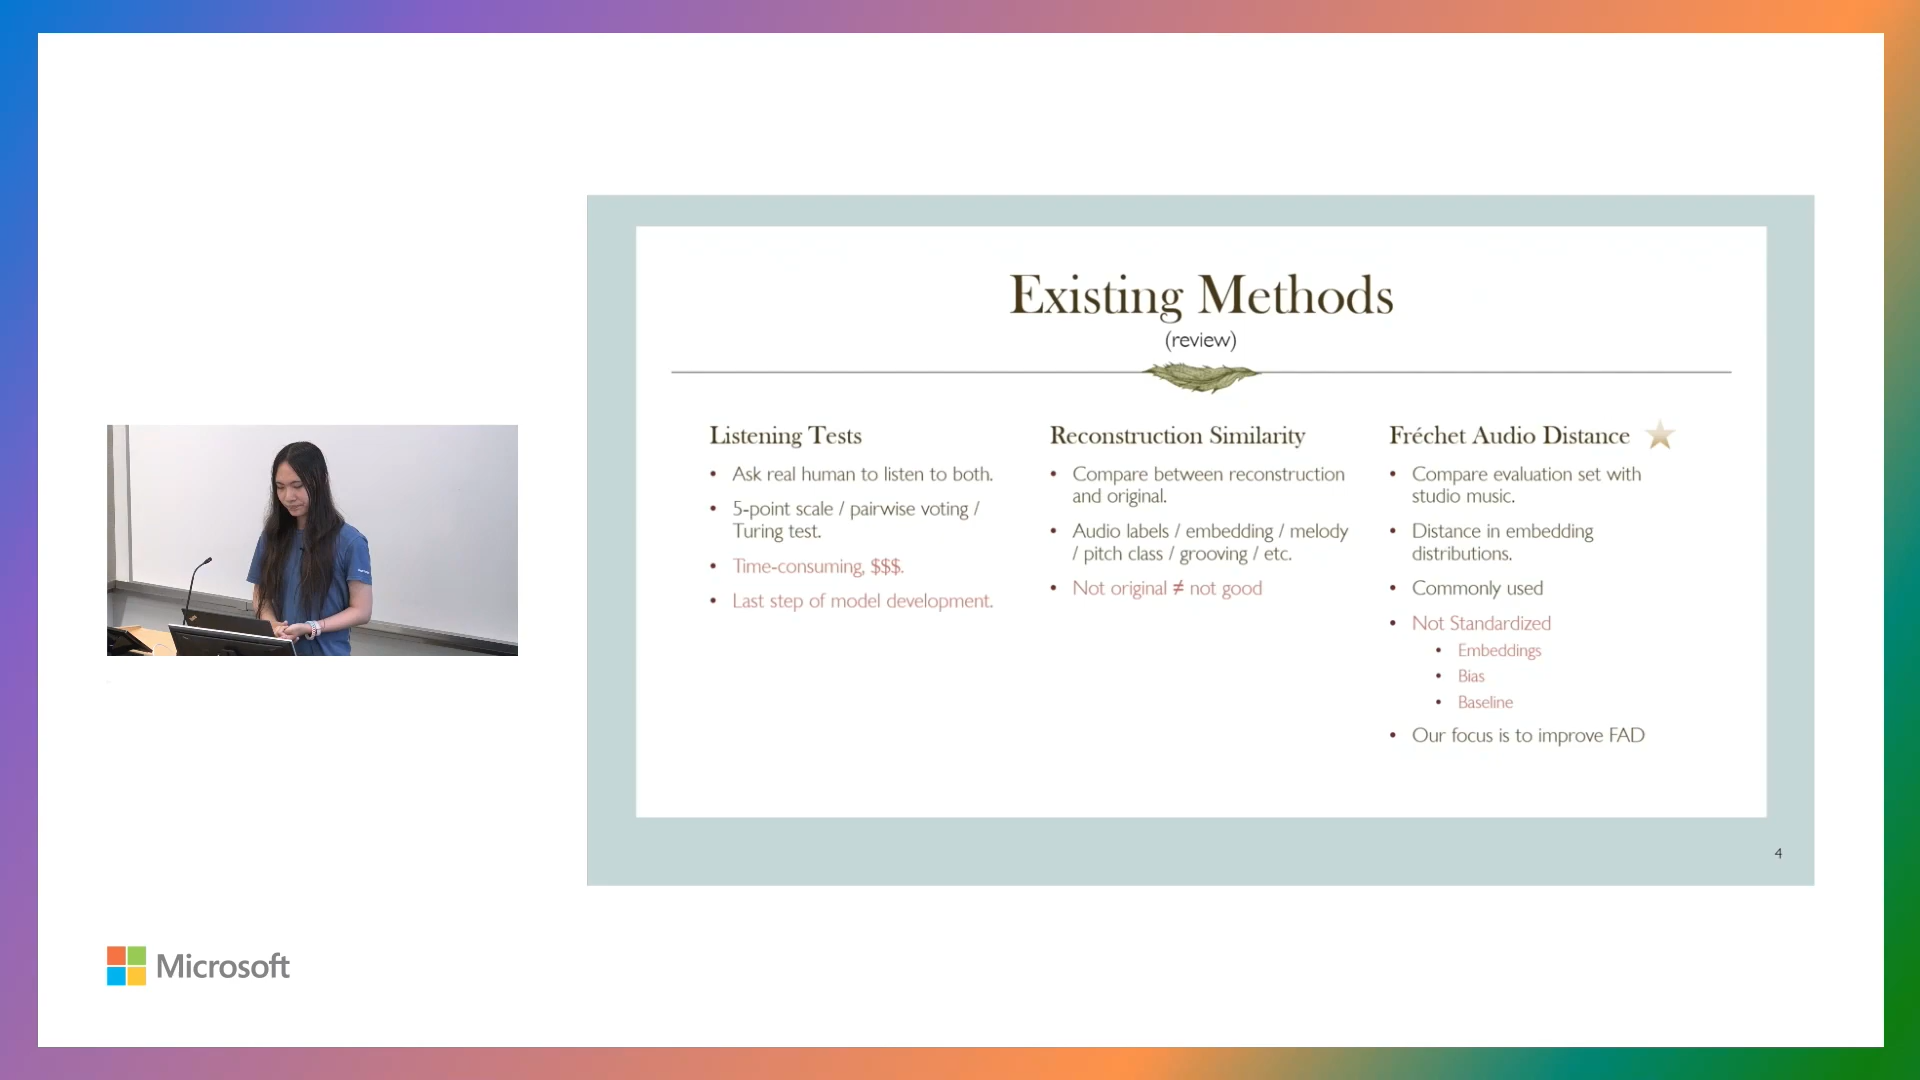 Existing Methods
(review)
Listening Tests
• Ask real human to listen to both.
• 5-point scale / pairwise voting /
Turing test.
• Time-consuming, $$$.
• Last step of model development.
Reconstruction Similarity
• Compare between reconstruction
and original.
• Audio labels / embedding / melody
/ pitch class / grooving / etc.
• Not original ≠ not good
Fréchet Audio Distance
• Compare evaluation set with
studio music.
• Distance in embedding
distributions.
• Commonly used
• Not Standardized
• Embeddings
• Bias
• Baseline
• Our focus is to improve FAD
4
Microsoft